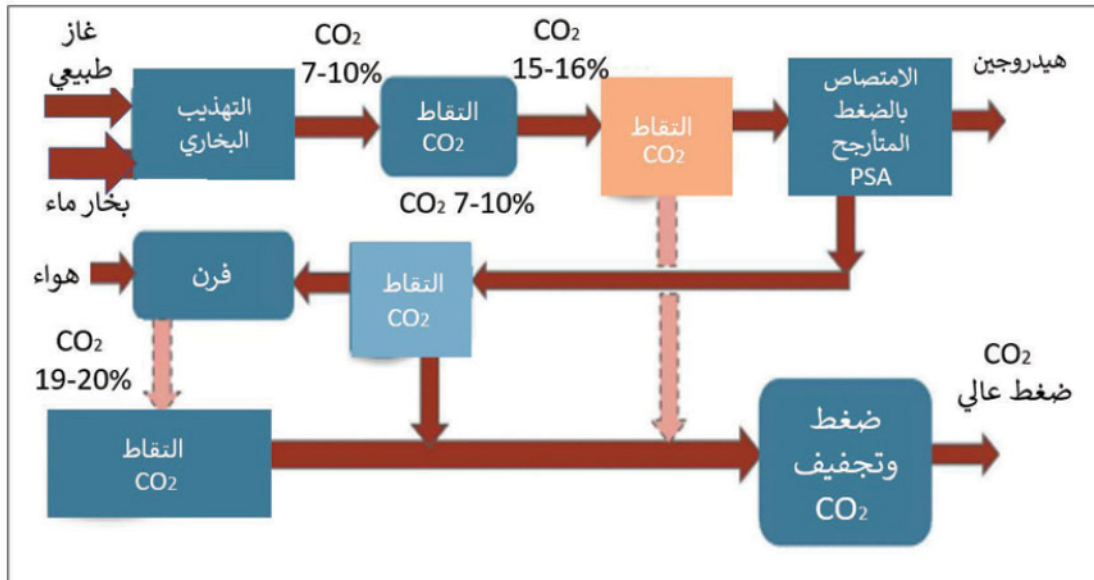 غاز
طبيعي
بخار ماء
التهذيب
البخاري
CO₂
7-10%
التقاط
CO₂
CO₂
15-16%
التقاط
CO₂
الامتصاص
بالضغط
المتأرجح
PSA
هيدروجين
CO₂ 7-10%
هواء
فرن
التقاط
CO₂
CO₂
19-20%
التقاط
CO₂
ضغط
وتجفيف
CO₂
CO₂
ضغط عالي